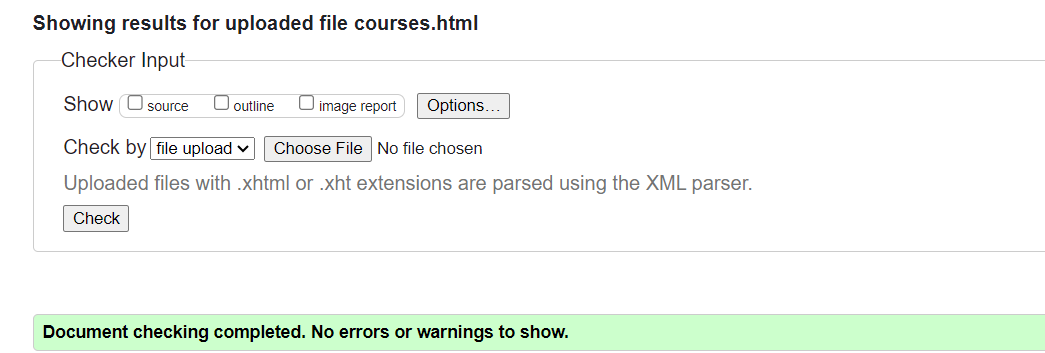 Showing results for uploaded file courses.html
Checker Input
Show source outline image report Options...
Check by file upload Choose File No file chosen
Uploaded files with .xhtml or .xht extensions are parsed using the XML parser.
Check
Document checking completed. No errors or warnings to show.